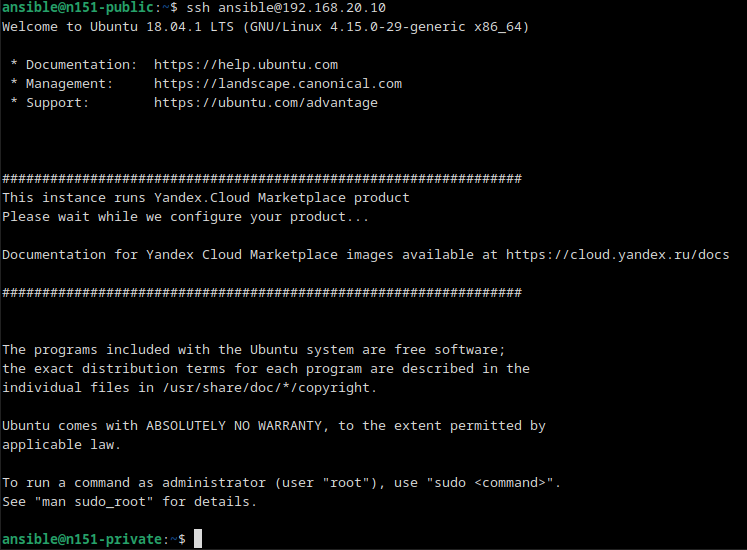 ansible@n151-public:~$ ssh ansible@192.168.20.10
Welcome to Ubuntu 18.04.1 LTS (GNU/Linux 4.15.0-29-generic x86_64)
* Documentation:  https://help.ubuntu.com
* Management:     https://landscape.canonical.com
* Support:        https://ubuntu.com/advantage
#################################################################
This instance runs Yandex.Cloud Marketplace product
Please wait while we configure your product...
Documentation for Yandex Cloud Marketplace images available at https://cloud.yandex.ru/docs
#################################################################
The programs included with the Ubuntu system are free software;
the exact distribution terms for each program are described in the
individual files in /usr/share/doc/*/copyright.
Ubuntu comes with ABSOLUTELY NO WARRANTY, to the extent permitted by
applicable law.
To run a command as administrator (user "root"), use "sudo <command>".
See "man sudo_root" for details.
ansible@n151-private:~$